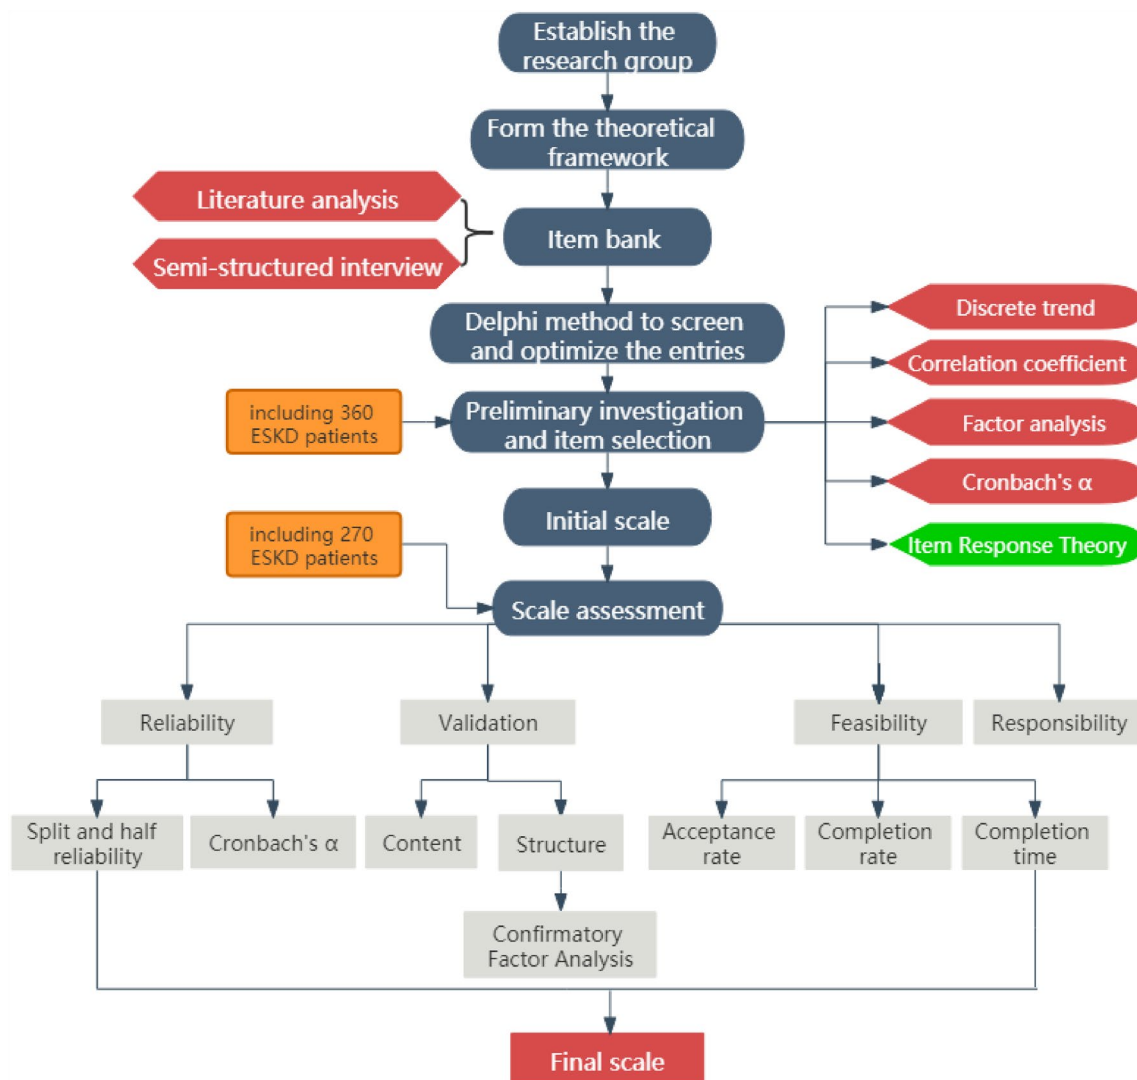 Establish the
research group
Form the theoretical
framework
Literature analysis
Semi-structured interview
Item bank
Delphi method to screen
and optimize the entries
including 360
ESKD patients
Preliminary investigation
and item selection
Discrete trend
Correlation coefficient
Factor analysis
Cronbach's α
Item Response Theory
Initial scale
including 270
ESKD patients
Scale assessment
Reliability
Validation
Feasibility
Responsibility
Split and half
reliability
Cronbach's α
Content
Structure
Acceptance
rate
Completion
rate
Completion
time
Confirmatory
Factor Analysis
Final scale